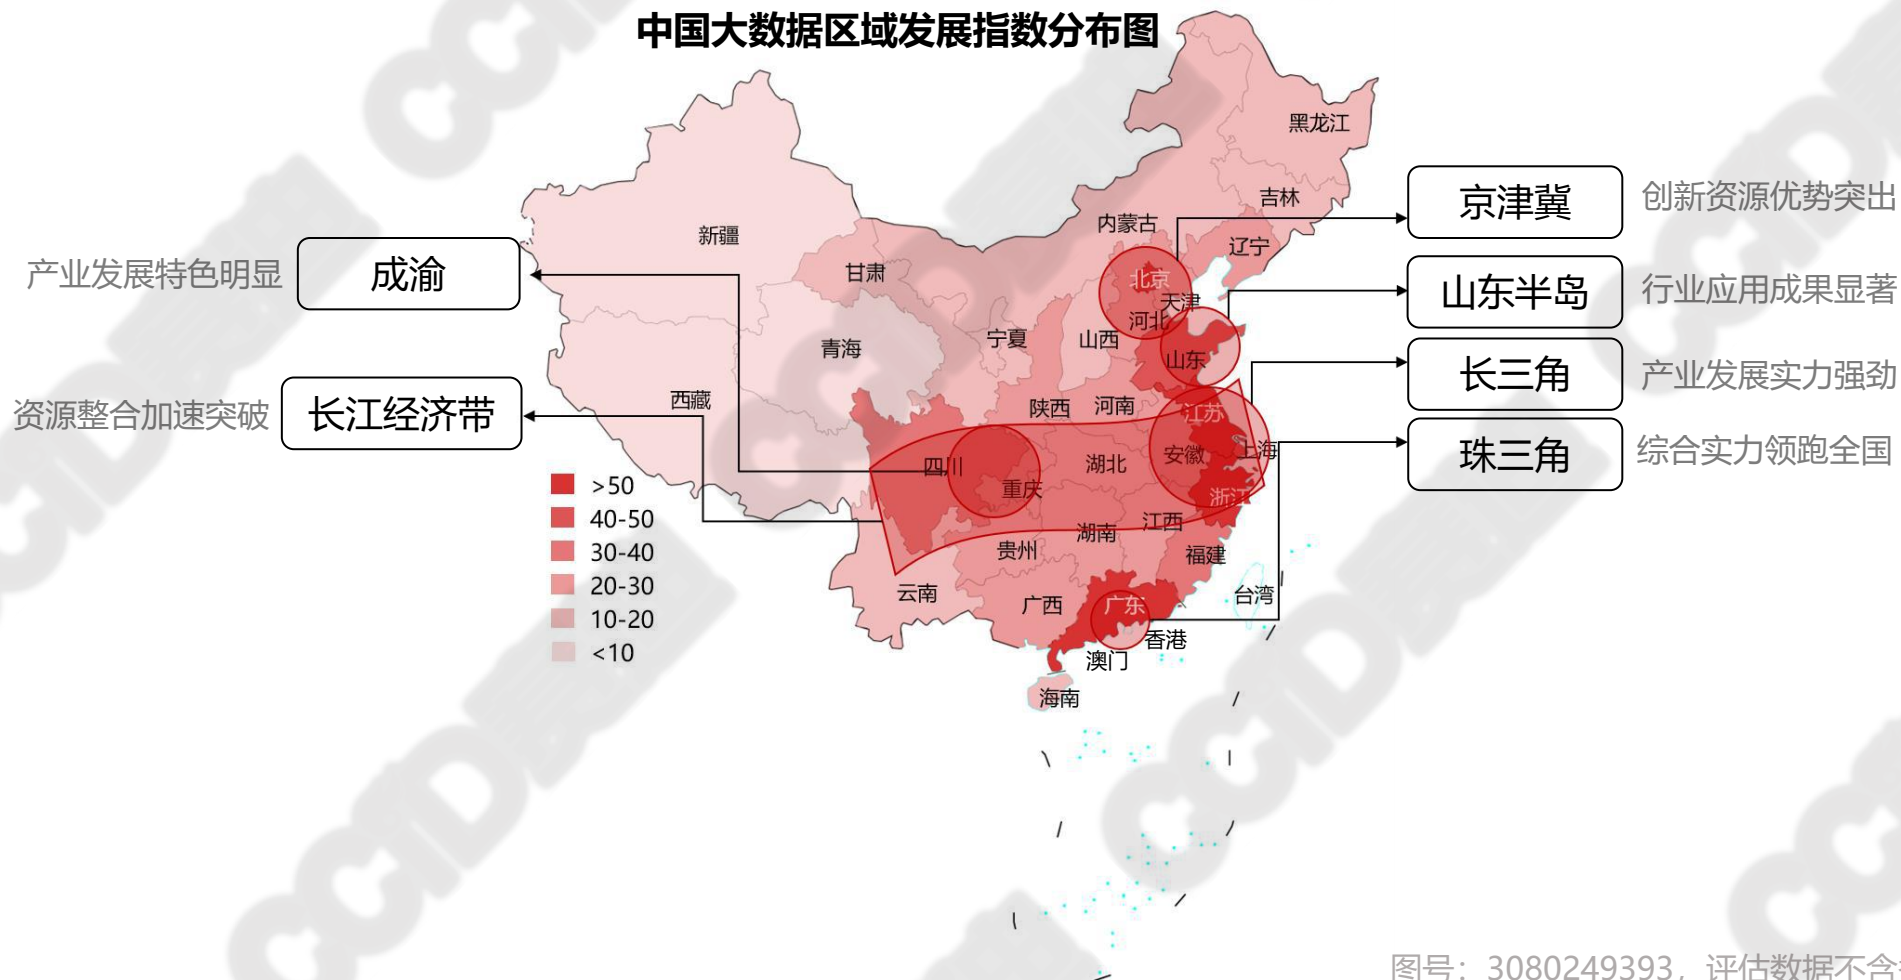 中国大数据区域发展指数分布图
黑龙江
吉林
内蒙古
辽宁
新疆
甘肃
北京
天津
河北
宁夏
山西
青海
山东
西藏
陕西
河南
江苏
上海
安徽
四川
湖北
重庆
浙江
江西
湖南
贵州
福建
云南
广西
广东
台湾
香港
澳门
海南
京津冀
创新资源优势突出
山东半岛
行业应用成果显著
长三角
产业发展实力强劲
珠三角
综合实力领跑全国
产业发展特色明显
成渝
资源整合加速突破
长江经济带
>50
40-50
30-40
20-30
10-20
<10
图号：3080249393，评估数据不含
CCID
CCID
CCID
CCID